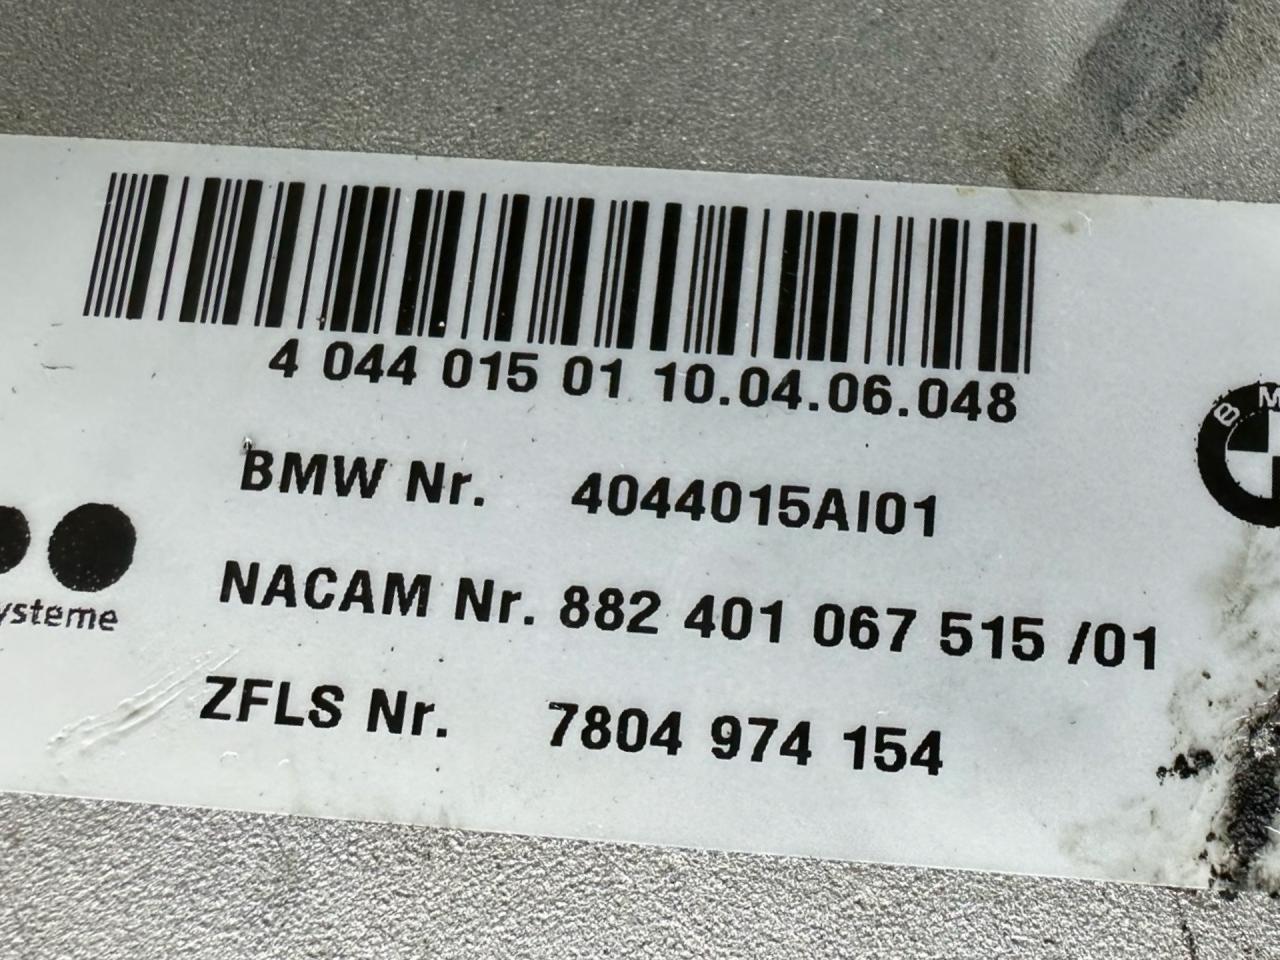 4 044 015 01 10.04.06.048
BMW Nr. 4044015AI01
NACAM Nr. 882 401 067 515 /01
ZFLS Nr. 7804 974 154
ysteme
B M